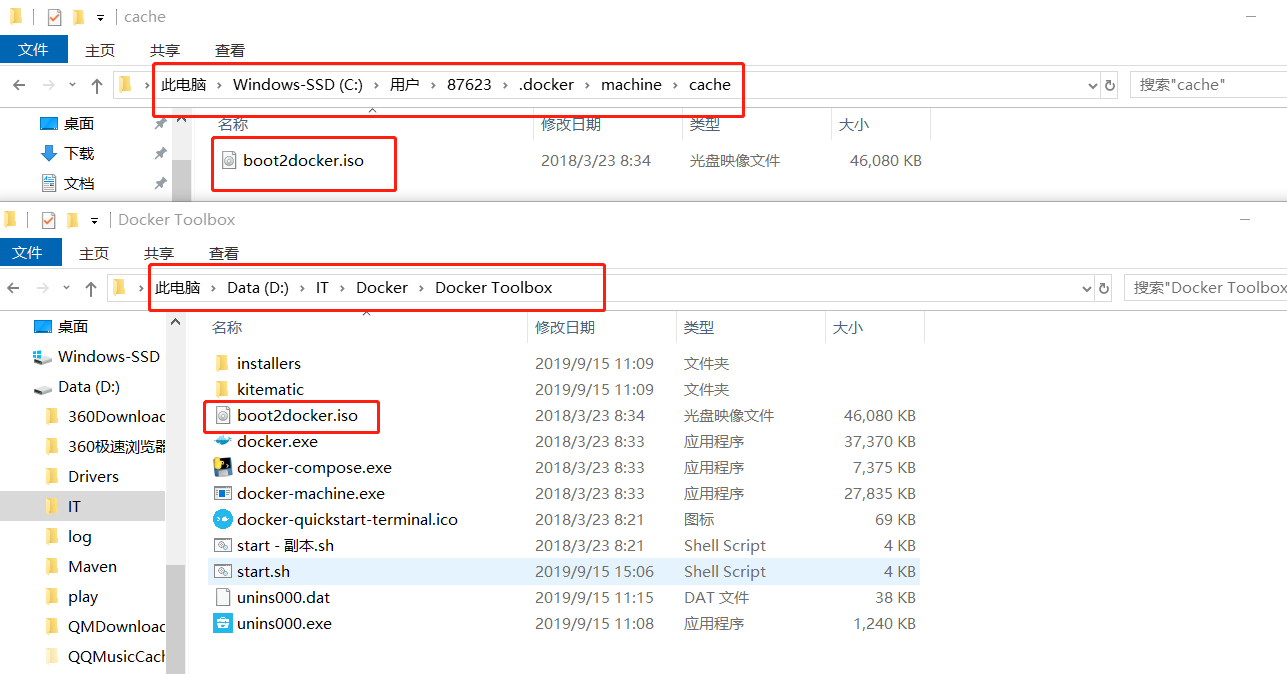 cache
文件 主页 共享 查看
此电脑 Windows-SSD (C:) 用户 87623 .docker machine cache 搜索"cache"
桌面 名称 修改日期 类型 大小
下载 boot2docker.iso 2018/3/23 8:34 光盘映像文件 46,080 KB
文档
Docker Toolbox
文件 主页 共享 查看
此电脑 Data (D:) IT Docker Docker Toolbox 搜索"Docker Toolbox
桌面 名称 修改日期 类型 大小
Windows-SSD installers 2019/9/15 11:09 文件夹
Data (D:) kitematic 2019/9/15 11:09 文件夹
360Download boot2docker.iso 2018/3/23 8:34 光盘映像文件 46,080 KB
360极速浏览器 docker.exe 2018/3/23 8:33 应用程序 37,370 KB
Drivers docker-compose.exe 2018/3/23 8:33 应用程序 7,375 KB
IT docker-machine.exe 2018/3/23 8:33 应用程序 27,835 KB
log docker-quickstart-terminal.ico 2018/3/23 8:21 图标 69 KB
start - 副本.sh 2018/3/23 8:21 Shell Script 4 KB
Maven start.sh 2019/9/15 15:06 Shell Script 4 KB
play unins000.dat 2019/9/15 11:15 DAT 文件 38 KB
QMDownload unins000.exe 2019/9/15 11:08 应用程序 1,240 KB
QQMusicCach